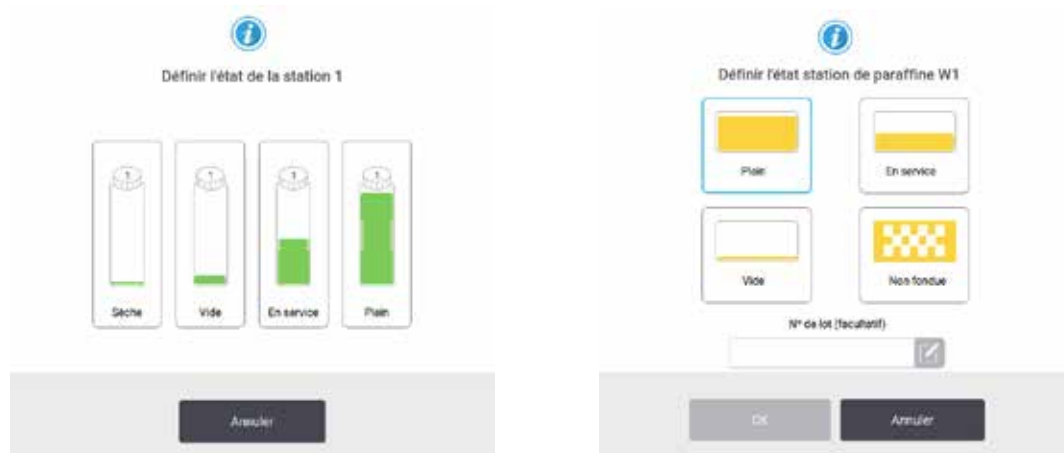 Définir l'état de la station 1
1
1
1
1
Sèche
Vide
En service
Plein
Annuler
Définir l'état station de paraffine W1
Plein
En service
Vide
Non fondue
N° de lot (facultatif)
OK
Annuler